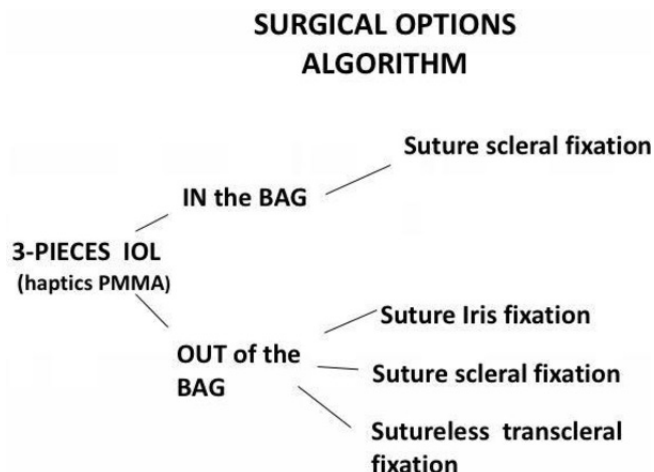 SURGICAL OPTIONS
ALGORITHM
Suture scleral fixation
IN the BAG
3-PIECES IOL
(haptics PMMA)
Suture Iris fixation
OUT of the
BAG
Suture scleral fixation
Sutureless transcleral
fixation